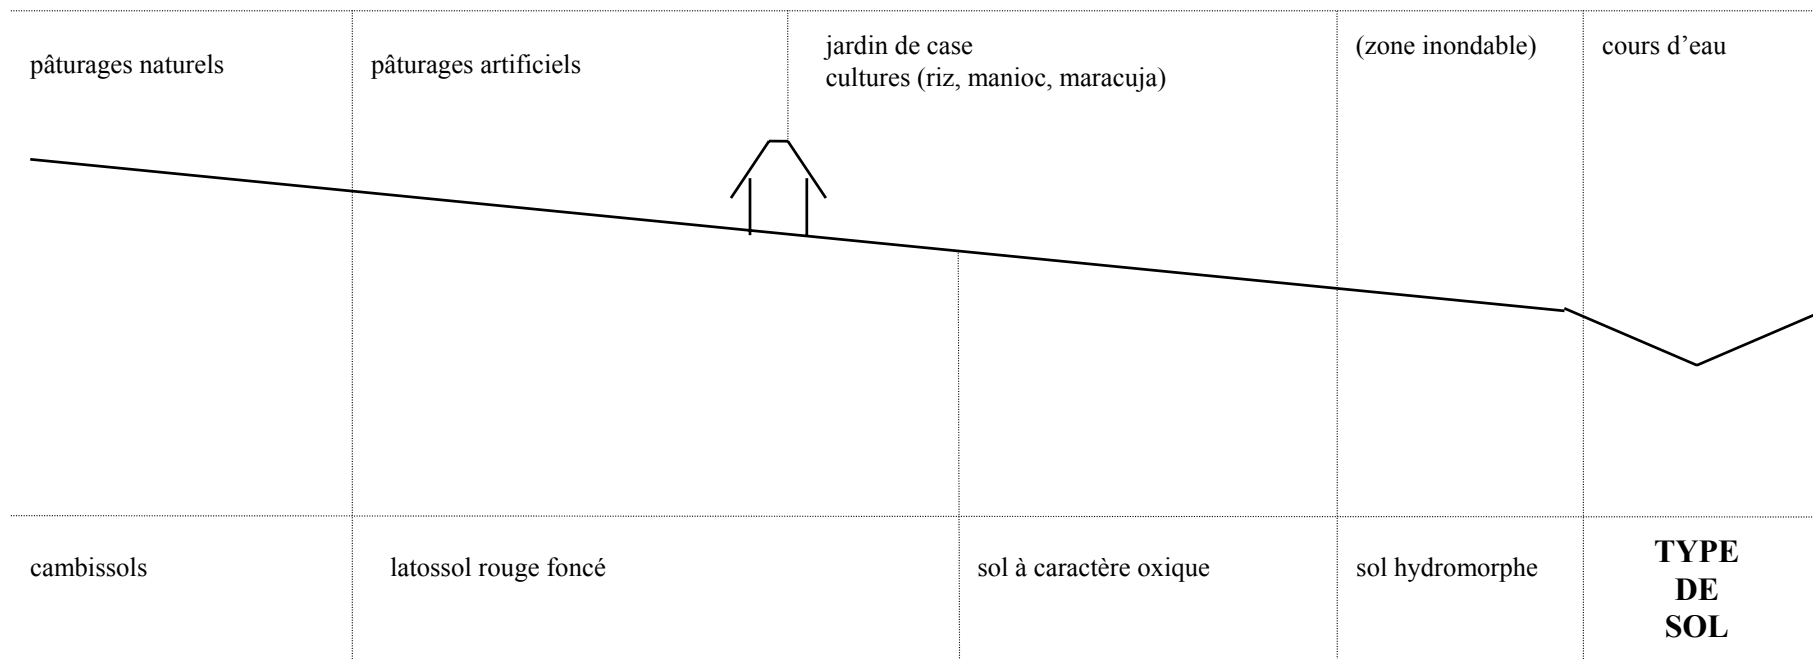 pâturages naturels
pâturages artificiels
jardin de case
cultures (riz, manioc, maracuja)
(zone inondable)
cours d’eau
cambissols
latossol rouge foncé
sol à caractère oxique
sol hydromorphe
TYPE
DE
SOL